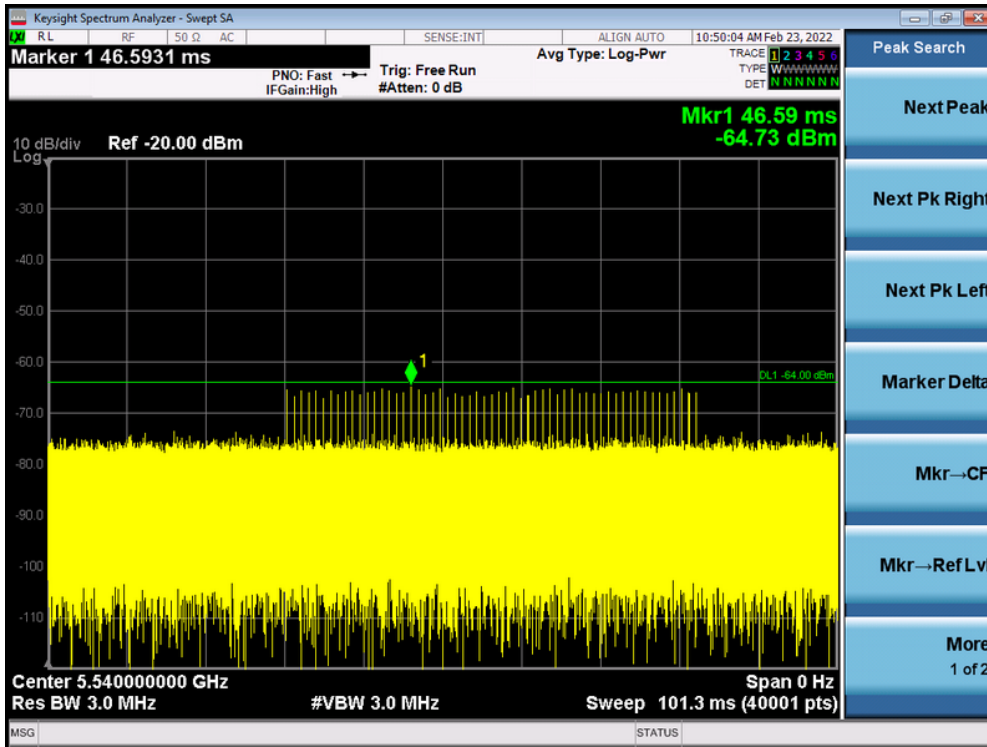 Keysight Spectrum Analyzer - Swept SA
LXI RL RF 50 Ω AC SENSE:INT ALIGN AUTO 10:50:04 AM Feb 23, 2022
Marker 1 46.5931 ms
PNO: Fast
IFGain:High
Trig: Free Run
#Atten: 0 dB
Avg Type: Log-Pwr
TRACE 1 2 3 4 5 6
TYPE W W W W W W
DET N N N N N N
Mkr1 46.59 ms
-64.73 dBm
10 dB/div Ref -20.00 dBm
Log
-30.0
-40.0
-50.0
-60.0
1
DL1 -64.00 dBm
-70.0
-80.0
-90.0
-100
-110
Center 5.540000000 GHz Span 0 Hz
Res BW 3.0 MHz #VBW 3.0 MHz Sweep 101.3 ms (40001 pts)
MSG STATUS
Peak Search
Next Peak
Next Pk Right
Next Pk Left
Marker Delta
Mkr→CF
Mkr→Ref Lvl
More
1 of 2